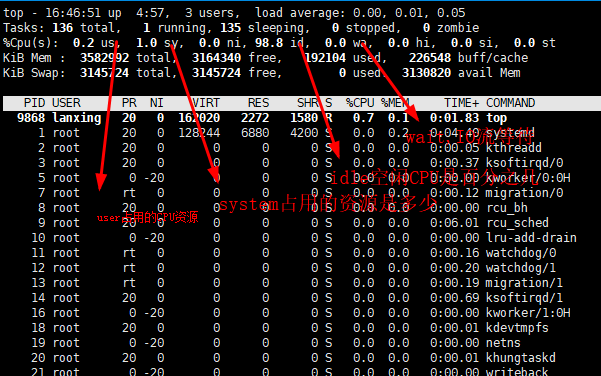 top - 16:46:51 up  4:57,  3 users,  load average: 0.00, 0.01, 0.05
Tasks: 136 total,   1 running, 135 sleeping,   0 stopped,   0 zombie
%Cpu(s):  0.2 us,  1.0 sy,  0.0 ni, 98.8 id,  0.0 wa,  0.0 hi,  0.0 si,  0.0 st
KiB Mem :  3582992 total,  3164340 free,   192104 used,   226548 buff/cache
KiB Swap:  3145724 total,  3145724 free,        0 used.  3130820 avail Mem
PID USER      PR  NI    VIRT    RES    SHR S  %CPU %MEM     TIME+ COMMAND
9868 lanxing   20   0  162020   2272   1580 R   0.7  0.1   0:01.83 top
1 root      20   0  128244   6880   4200 S   0.0  0.2 systemd
wait:IO
2 root      20   0       0      0      0 S   0.0  0.0   0:00.05 kthreadd
3 root      20   0       0      0      0 S   0.0  0.0   0:00.37 ksoftirqd/0
5 root       0 -20       0      0      0 S   0.0  0.0 kworker/0:0H
idle空闲CPU是百分之几
7 root      rt   0       0      0      0 S   0.0  0.0   0:00.12 migration/0
8 root      20   0       0      0      0 S   0.0  0.0   0:00.00 rcu_bh
system占用的资源是多少
user占用的CPU资源
9 root      20   0       0      0      0 S   0.0  0.0   0:06.01 rcu_sched
10 root       0 -20       0      0      0 S   0.0  0.0   0:00.00 lru-add-drain
11 root      rt   0       0      0      0 S   0.0  0.0   0:00.16 watchdog/0
12 root      rt   0       0      0      0 S   0.0  0.0   0:00.20 watchdog/1
13 root      rt   0       0      0      0 S   0.0  0.0   0:00.19 migration/1
14 root      20   0       0      0      0 S   0.0  0.0   0:04.69 ksoftirqd/1
16 root       0 -20       0      0      0 S   0.0  0.0   0:00.00 kworker/1:0H
18 root      20   0       0      0      0 S   0.0  0.0   0:00.01 kdevtmpfs
19 root       0 -20       0      0      0 S   0.0  0.0   0:00.00 netns
20 root      20   0       0      0      0 S   0.0  0.0   0:00.01 khungtaskd
21 root       0 -20       0      0      0 S   0.0  0.0   0:00.00 writeback